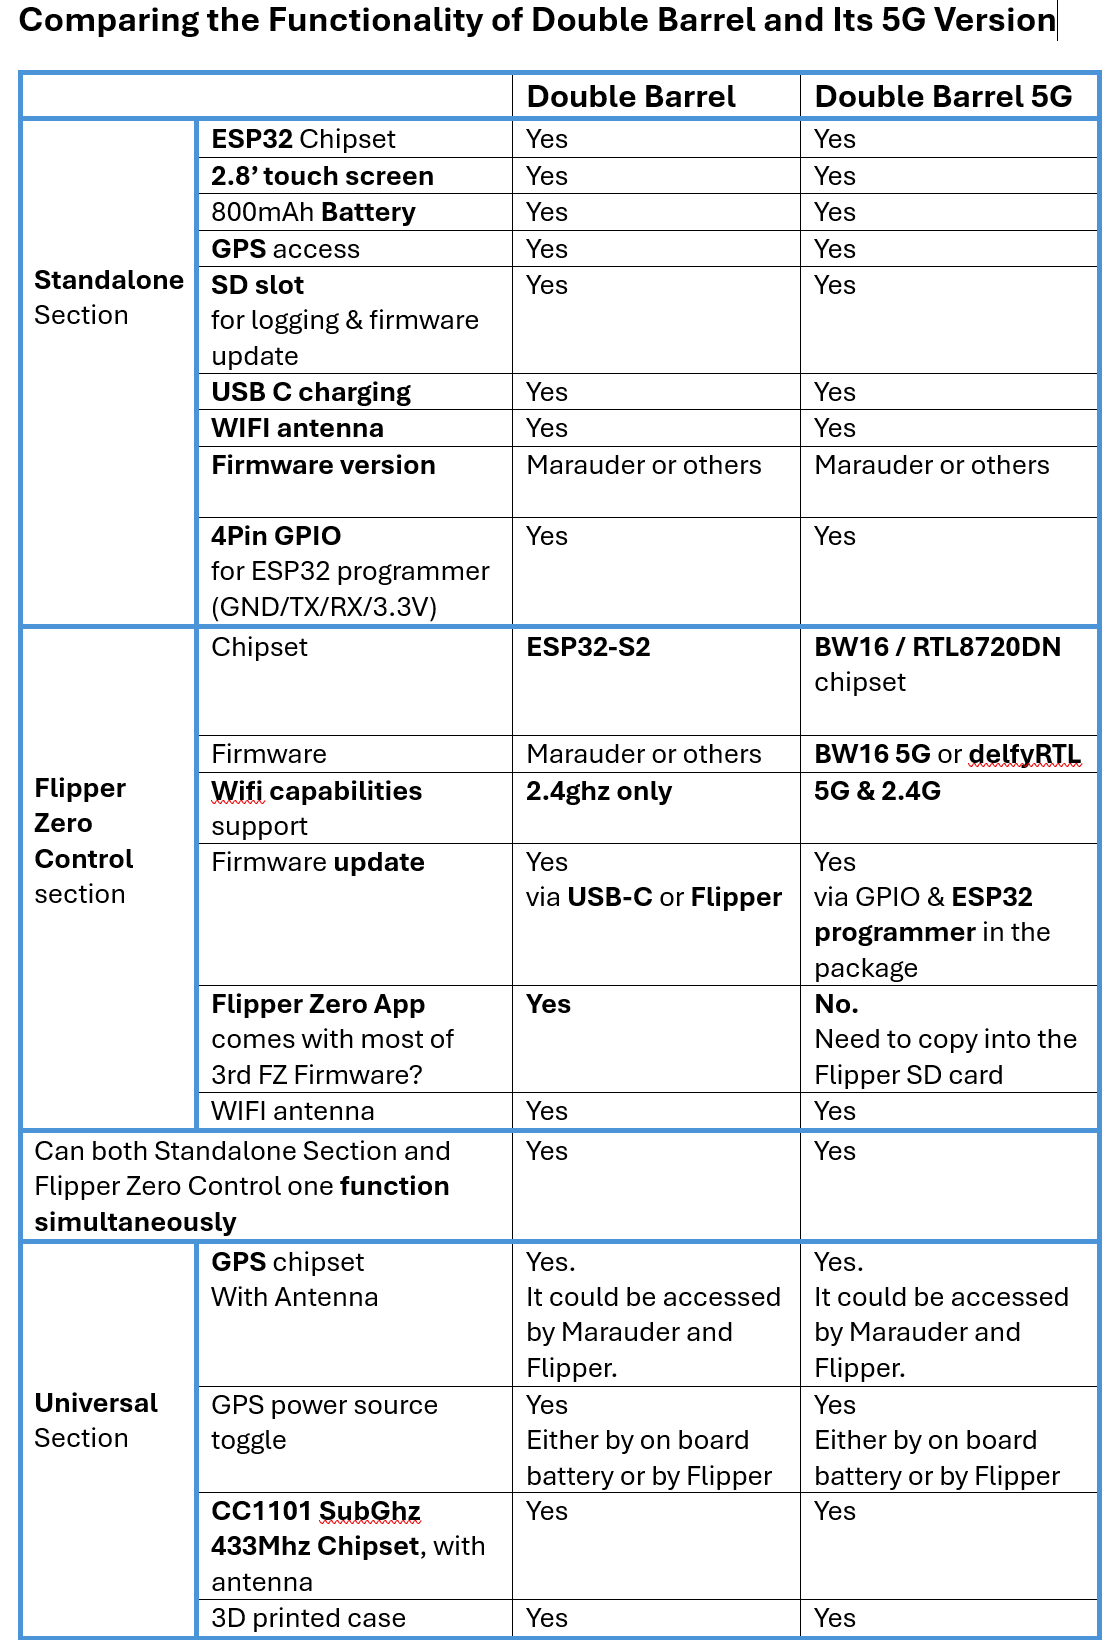 Comparing the Functionality of Double Barrel and Its 5G Version
Double Barrel
Double Barrel 5G
Standalone
Section
ESP32 Chipset
Yes
Yes
2.8’ touch screen
Yes
Yes
800mAh Battery
Yes
Yes
GPS access
Yes
Yes
SD slot
for logging & firmware
update
Yes
Yes
USB C charging
Yes
Yes
WIFI antenna
Yes
Yes
Firmware version
Marauder or others
Marauder or others
4Pin GPIO
for ESP32 programmer
(GND/TX/RX/3.3V)
Yes
Yes
Flipper
Zero
Control
section
Chipset
ESP32-S2
BW16 / RTL8720DN
chipset
Firmware
Marauder or others
BW16 5G or delfyRTL
Wifi capabilities
support
2.4ghz only
5G & 2.4G
Firmware update
Yes
via USB-C or Flipper
Yes
via GPIO & ESP32
programmer in the
package
Flipper Zero App
comes with most of
3rd FZ Firmware?
Yes
No.
Need to copy into the
Flipper SD card
WIFI antenna
Yes
Yes
Can both Standalone Section and
Flipper Zero Control one function
simultaneously
Yes
Yes
Universal
Section
GPS chipset
With Antenna
Yes.
It could be accessed
by Marauder and
Flipper.
Yes.
It could be accessed
by Marauder and
Flipper.
GPS power source
toggle
Yes
Either by on board
battery or by Flipper
Yes
Either by on board
battery or by Flipper
CC1101 SubGhz
433Mhz Chipset, with
antenna
Yes
Yes
3D printed case
Yes
Yes